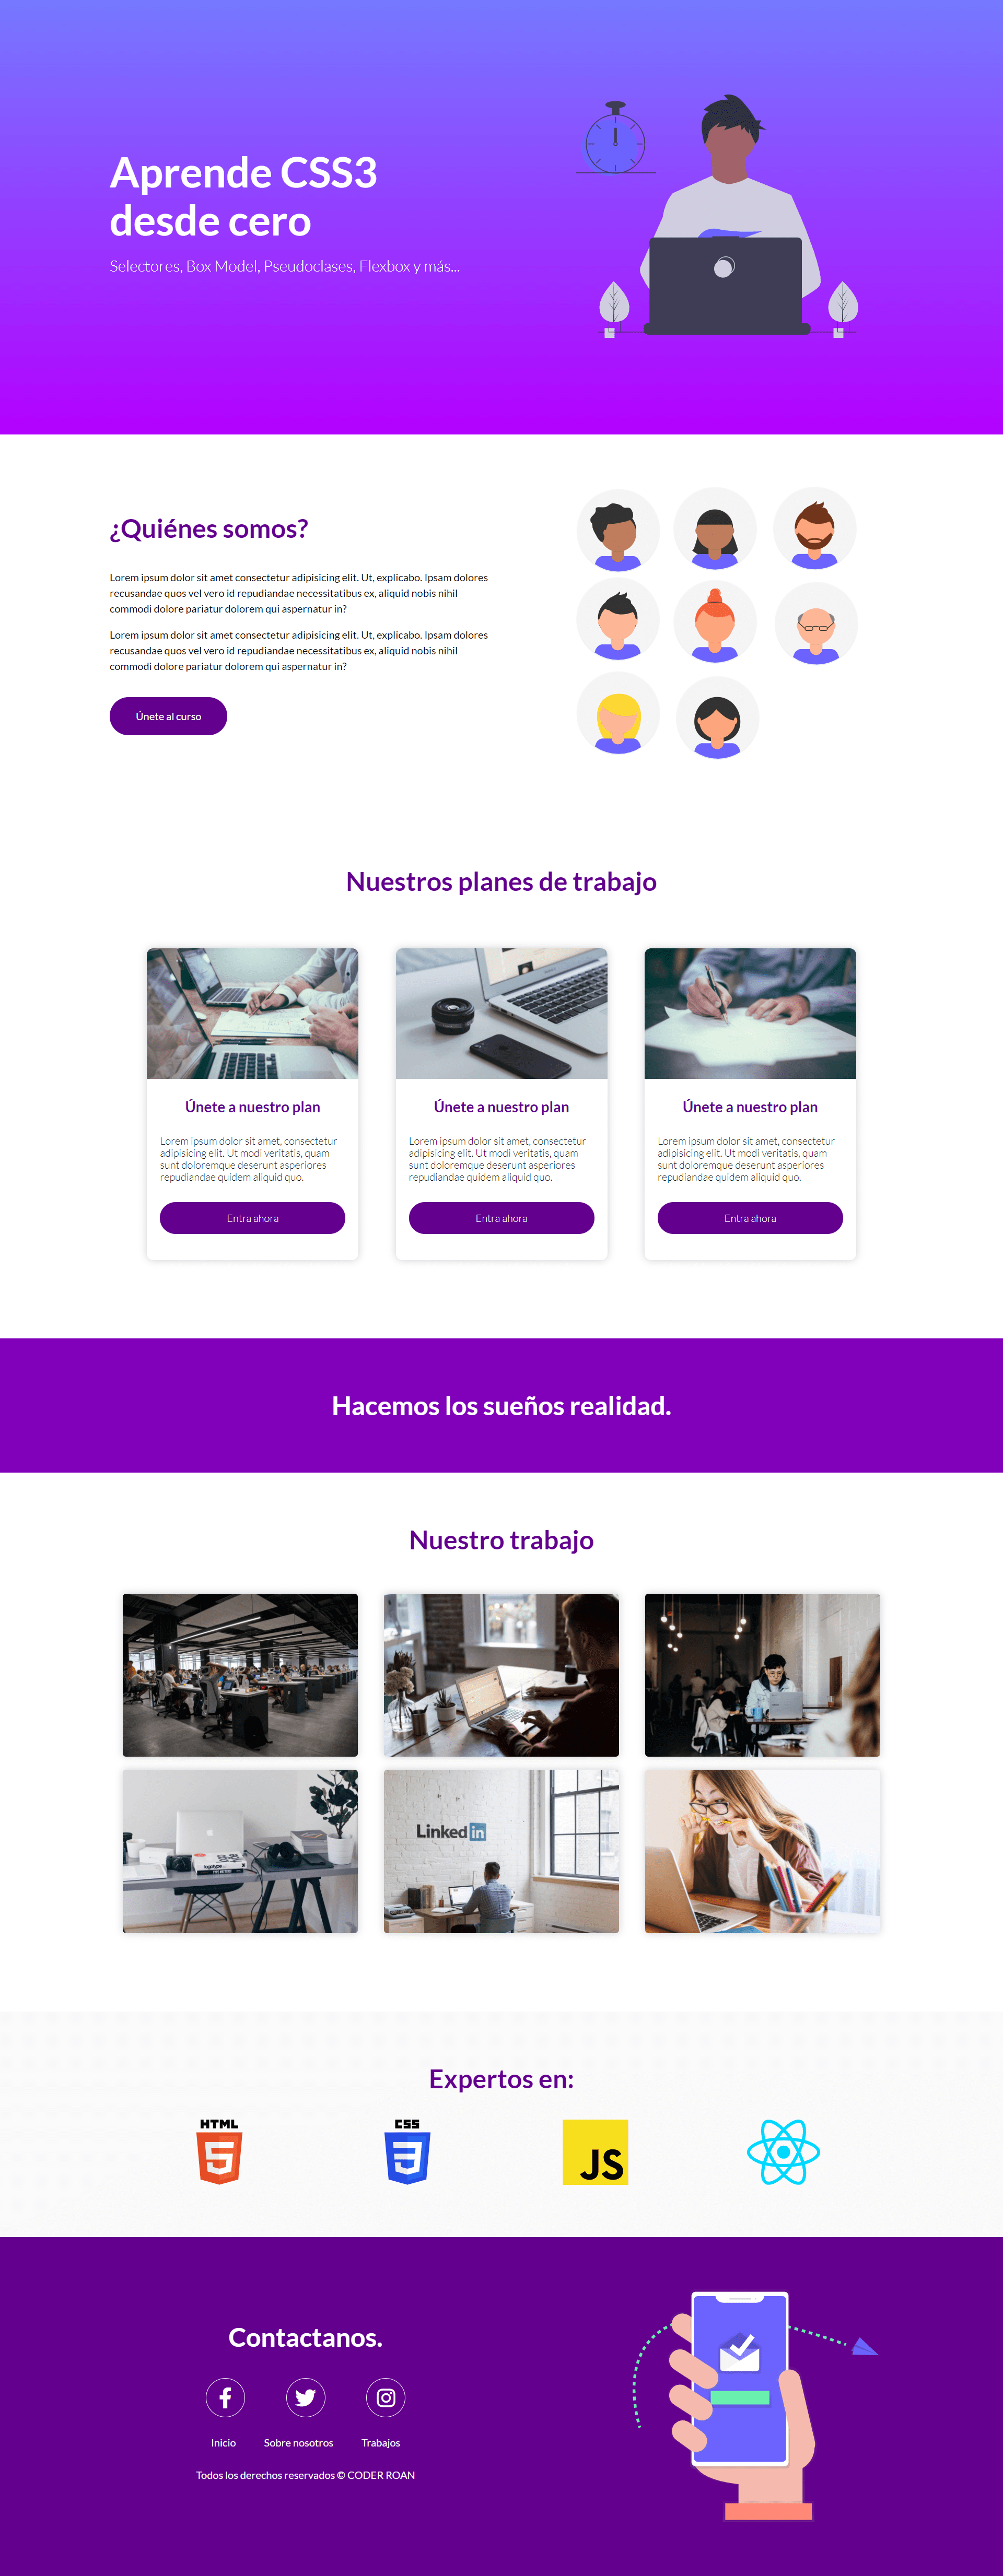 Aprende CSS3
desde cero
Selectores, Box Model, Pseudoclases, Flexbox y más...
¿Quiénes somos?
Lorem ipsum dolor sit amet consectetur adipisicing elit. Ut, explicabo. Ipsam dolores
recusandae quos vel vero id repudiandae necessitatibus ex, aliquid nobis nihil
commodi dolore pariatur dolorem qui aspernatur in?
Lorem ipsum dolor sit amet consectetur adipisicing elit. Ut, explicabo. Ipsam dolores
recusandae quos vel vero id repudiandae necessitatibus ex, aliquid nobis nihil
commodi dolore pariatur dolorem qui aspernatur in?
Únete al curso
Nuestros planes de trabajo
Únete a nuestro plan
Lorem ipsum dolor sit amet, consectetur
adipisicing elit. Ut modi veritatis, quam
sunt doloremque deserunt asperiores
repudiandae quidem aliquid quo.
Entra ahora
Únete a nuestro plan
Lorem ipsum dolor sit amet, consectetur
adipisicing elit. Ut modi veritatis, quam
sunt doloremque deserunt asperiores
repudiandae quidem aliquid quo.
Entra ahora
Únete a nuestro plan
Lorem ipsum dolor sit amet, consectetur
adipisicing elit. Ut modi veritatis, quam
sunt doloremque deserunt asperiores
repudiandae quidem aliquid quo.
Entra ahora
Hacemos los sueños realidad.
Nuestro trabajo
Linked in
Expertos en:
HTML
5
CSS
3
JS
Contactanos.
Inicio Sobre nosotros Trabajos
Todos los derechos reservados © CODER ROAN